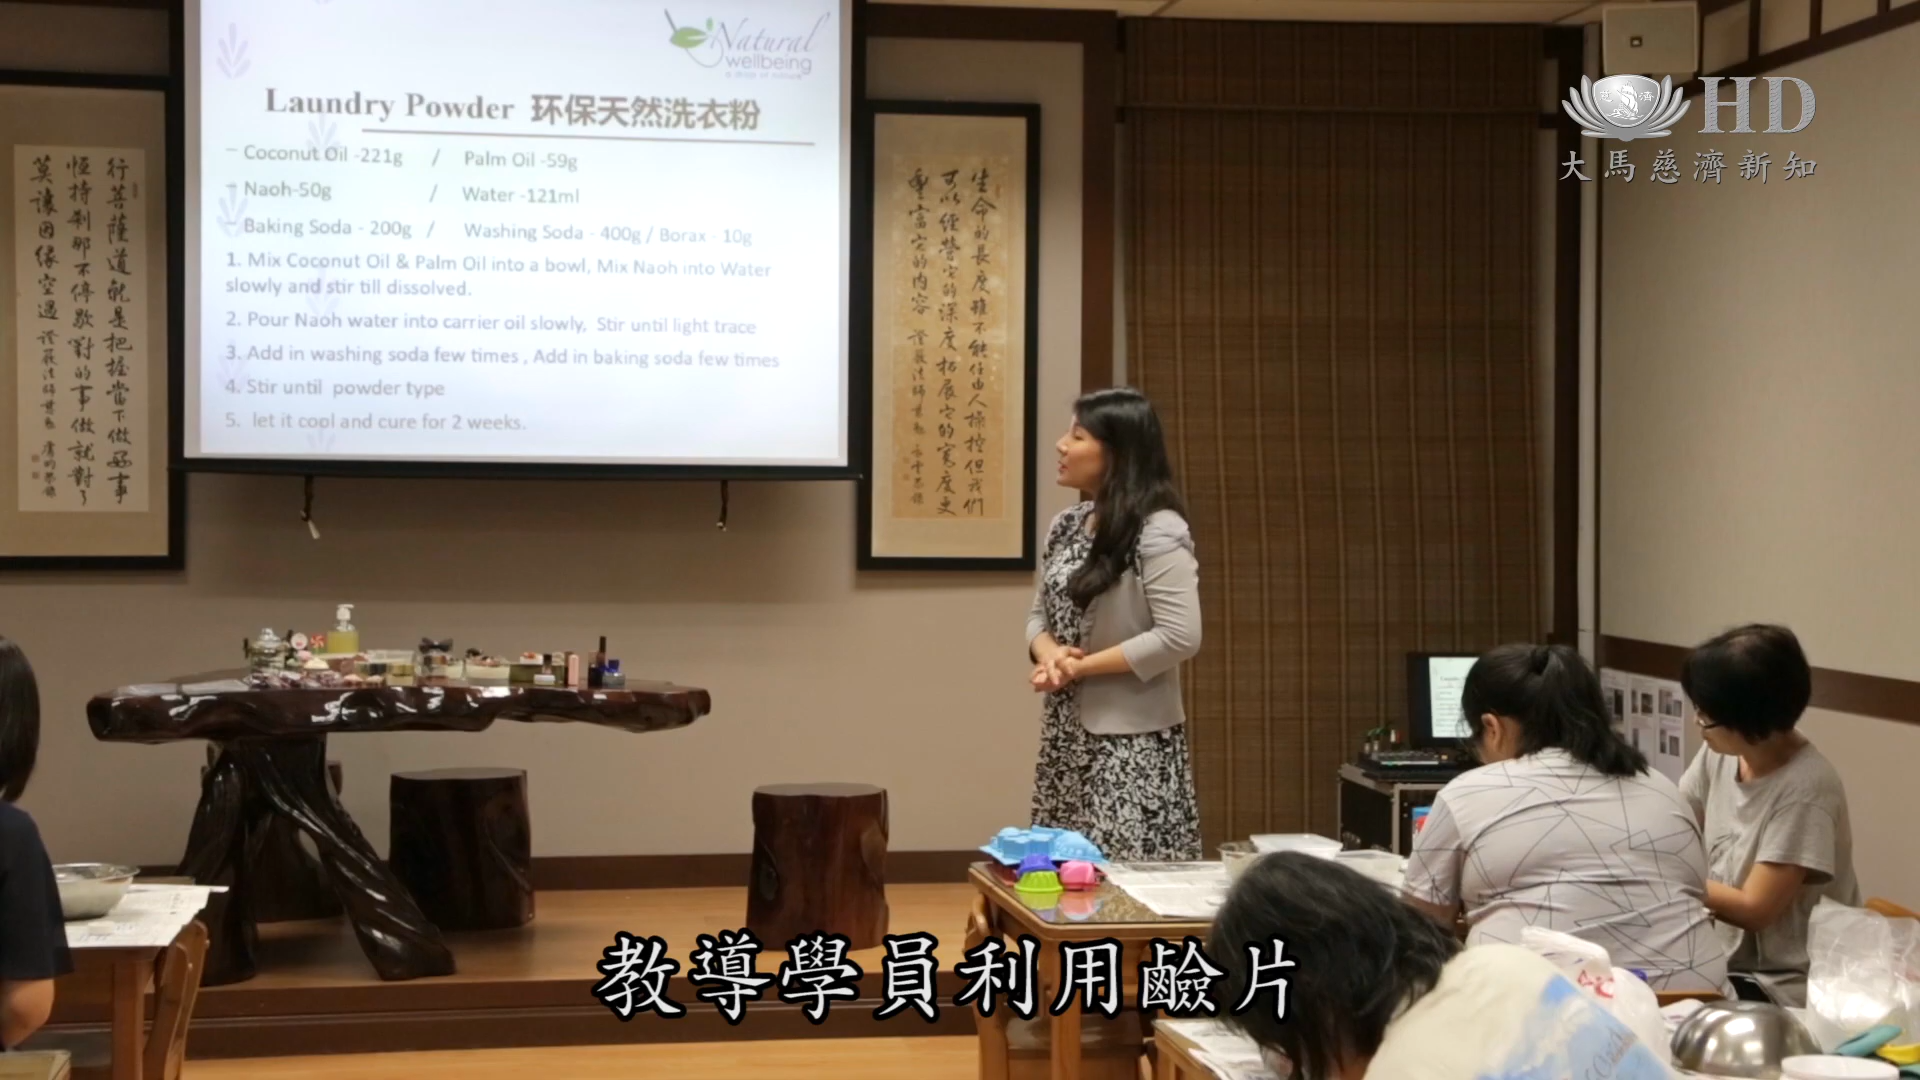 Natural
wellbeing
a drop of nature
Laundry Powder 环保天然洗衣粉
– Coconut Oil -221g / Palm Oil -59g
– Naoh-50g / Water -121ml
– Baking Soda - 200g / Washing Soda - 400g / Borax - 10g
1. Mix Coconut Oil & Palm Oil into a bowl, Mix Naoh into Water
slowly and stir till dissolved.
2. Pour Naoh water into carrier oil slowly, Stir until light trace
3. Add in washing soda few times , Add in baking soda few times
4. Stir until powder type
5. let it cool and cure for 2 weeks.
行菩薩道就是把握當下做好事
恆持剎那不停歇對的事做就對了
莫讓因緣空過
生命的長度雖不能任由人操控但我們
可以經營它的深度拓展它的寬度更
豐富它的內容
慈濟 HD
大馬慈濟新知
教導學員利用鹼片